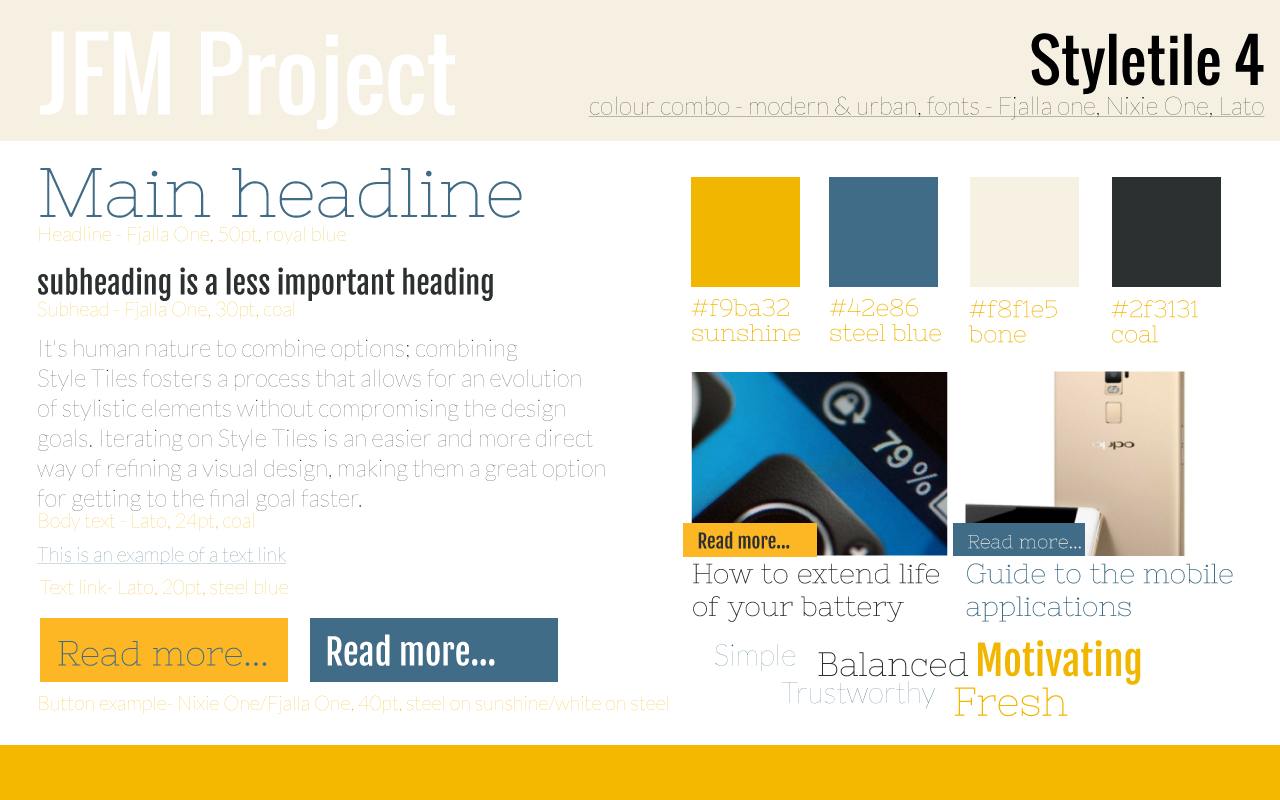 JFM Project
Styletile 4
colour combo - modern & urban, fonts - Fjalla one, Nixie One, Lato
Main headline
Headline - Fjalla One, 50pt, royal blue
subheading is a less important heading
Subhead - Fjalla One, 30pt, coal
It's human nature to combine options; combining
Style Tiles fosters a process that allows for an evolution
of stylistic elements without compromising the design
goals. Iterating on Style Tiles is an easier and more direct
way of refining a visual design, making them a great option
for getting to the final goal faster.
Body text - Lato, 24pt, coal
This is an example of a text link
Text link- Lato, 20pt, steel blue
Read more...
Read more...
Button example- Nixie One/Fjalla One, 40pt, steel on sunshine/white on steel
#f9ba32
sunshine
#42e86
steel blue
#f8f1e5
bone
#2f3131
coal
79%
oppo
Read more...
Read more...
How to extend life
of your battery
Guide to the mobile
applications
Simple
Balanced
Motivating
Trustworthy
Fresh